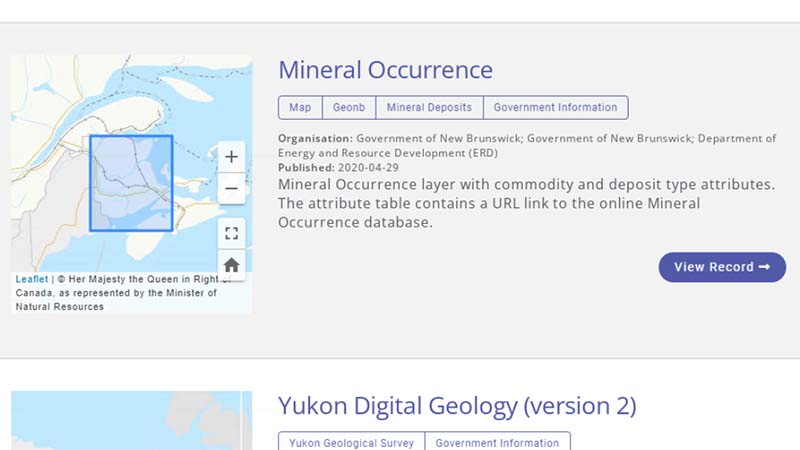 Mineral Occurrence
Map Geonb Mineral Deposits Government Information
Organisation: Government of New Brunswick; Government of New Brunswick; Department of
Energy and Resource Development (ERD)
Published: 2020-04-29
Mineral Occurrence layer with commodity and deposit type attributes.
The attribute table contains a URL link to the online Mineral
Occurrence database.
View Record
+
−
Leaflet | © Her Majesty the Queen in Right of
Canada, as represented by the Minister of
Natural Resources
Yukon Digital Geology (version 2)
Yukon Geological Survey Government Information